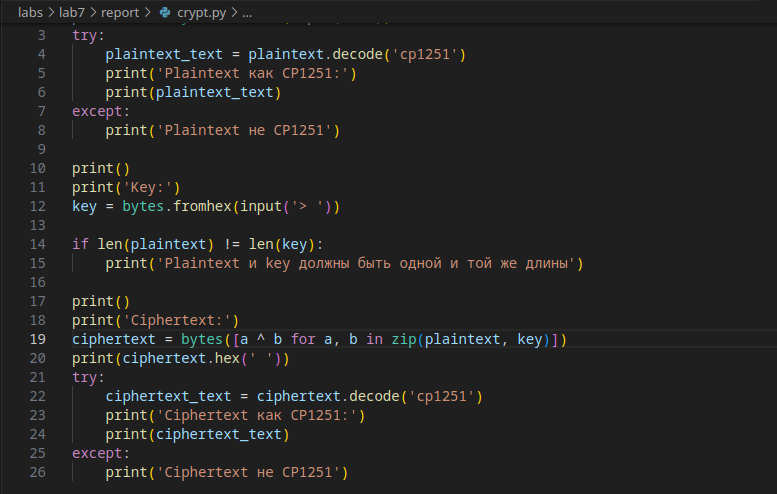 labs > lab7 > report > crypt.py > ...
3 try:
4     plaintext_text = plaintext.decode('cp1251')
5     print('Plaintext как CP1251:')
6     print(plaintext_text)
7 except:
8     print('Plaintext не CP1251')
9
10 print()
11 print('Key:')
12 key = bytes.fromhex(input('> '))
13
14 if len(plaintext) != len(key):
15     print('Plaintext и key должны быть одной и той же длины')
16
17 print()
18 print('Ciphertext:')
19 ciphertext = bytes([a ^ b for a, b in zip(plaintext, key)])
20 print(ciphertext.hex(' '))
21 try:
22     ciphertext_text = ciphertext.decode('cp1251')
23     print('Ciphertext как CP1251:')
24     print(ciphertext_text)
25 except:
26     print('Ciphertext не CP1251')